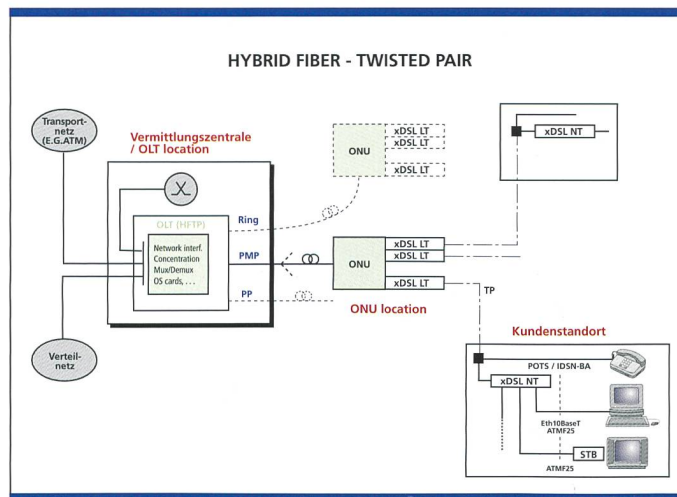 HYBRID FIBER - TWISTED PAIR
Transport-
netz
(E.G.ATM)
Vermittlungszentrale
/ OLT location
OLT (HFTP)
Network interf.
Concentration
Mux/Demux
OS cards, . . .
Verteil-
netz
Ring
PMP
PP
ONU
xDSL LT
xDSL LT
xDSL LT
ONU
xDSL LT
xDSL LT
xDSL LT
ONU location
xDSL NT
TP
Kundenstandort
POTS / IDSN-BA
xDSL NT
Eth10BaseT
ATMF25
STB
ATMF25